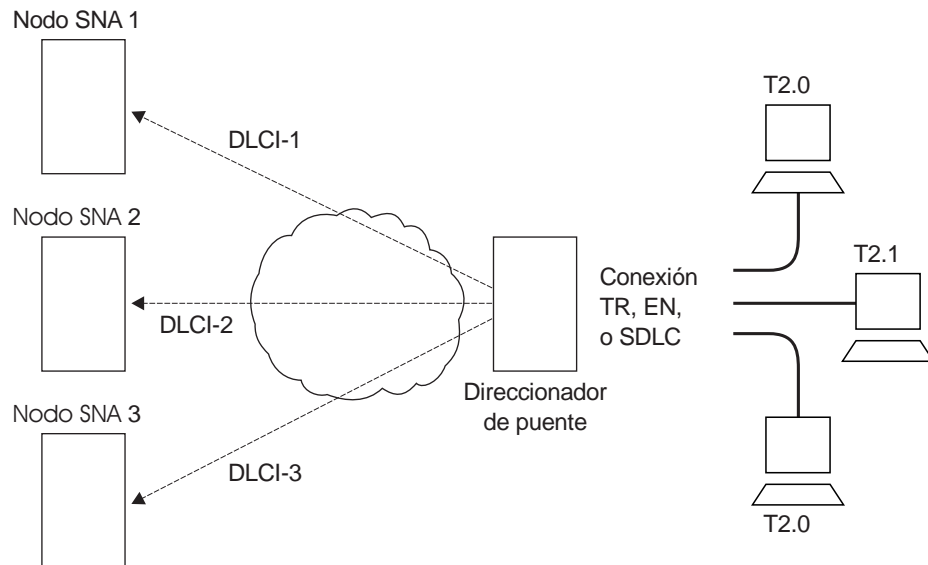 Nodo SNA 1
DLCI-1
Nodo SNA 2
DLCI-2
Nodo SNA 3
DLCI-3
Direccionador
de puente
Conexión
TR, EN,
o SDLC
T2.0
T2.1
T2.0